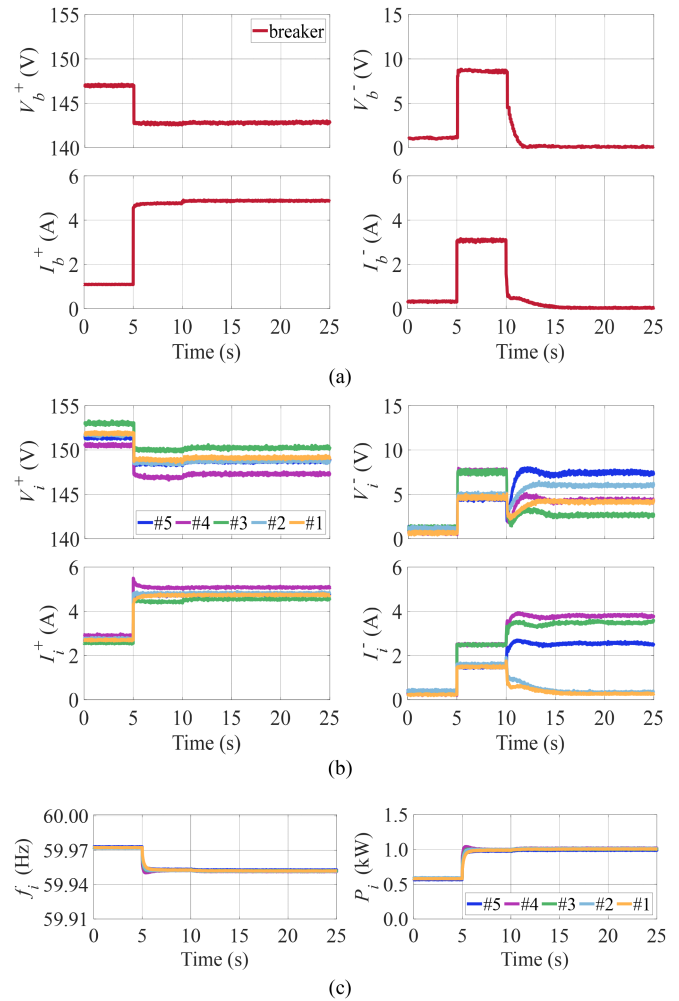 155
breaker
V_b^+ (V)
147
140
15
V_b^- (V)
10
5
0
6
I_b^+ (A)
4
2
0
0 5 10 15 20 25
Time (s)
6
I_b^- (A)
4
2
0
0 5 10 15 20 25
Time (s)
(a)
155
V_i^+ (V)
150
145
140
#5 #4 #3 #2 #1
15
V_i^- (V)
10
5
0
6
I_i^+ (A)
4
2
0
0 5 10 15 20 25
Time (s)
6
I_i^- (A)
4
2
0
0 5 10 15 20 25
Time (s)
(b)
60.00
f_i (Hz)
59.97
59.94
59.91
0 5 10 15 20 25
Time (s)
1.5
P_i (kW)
1.0
0.5
0.0
#5 #4 #3 #2 #1
0 5 10 15 20 25
Time (s)
(c)